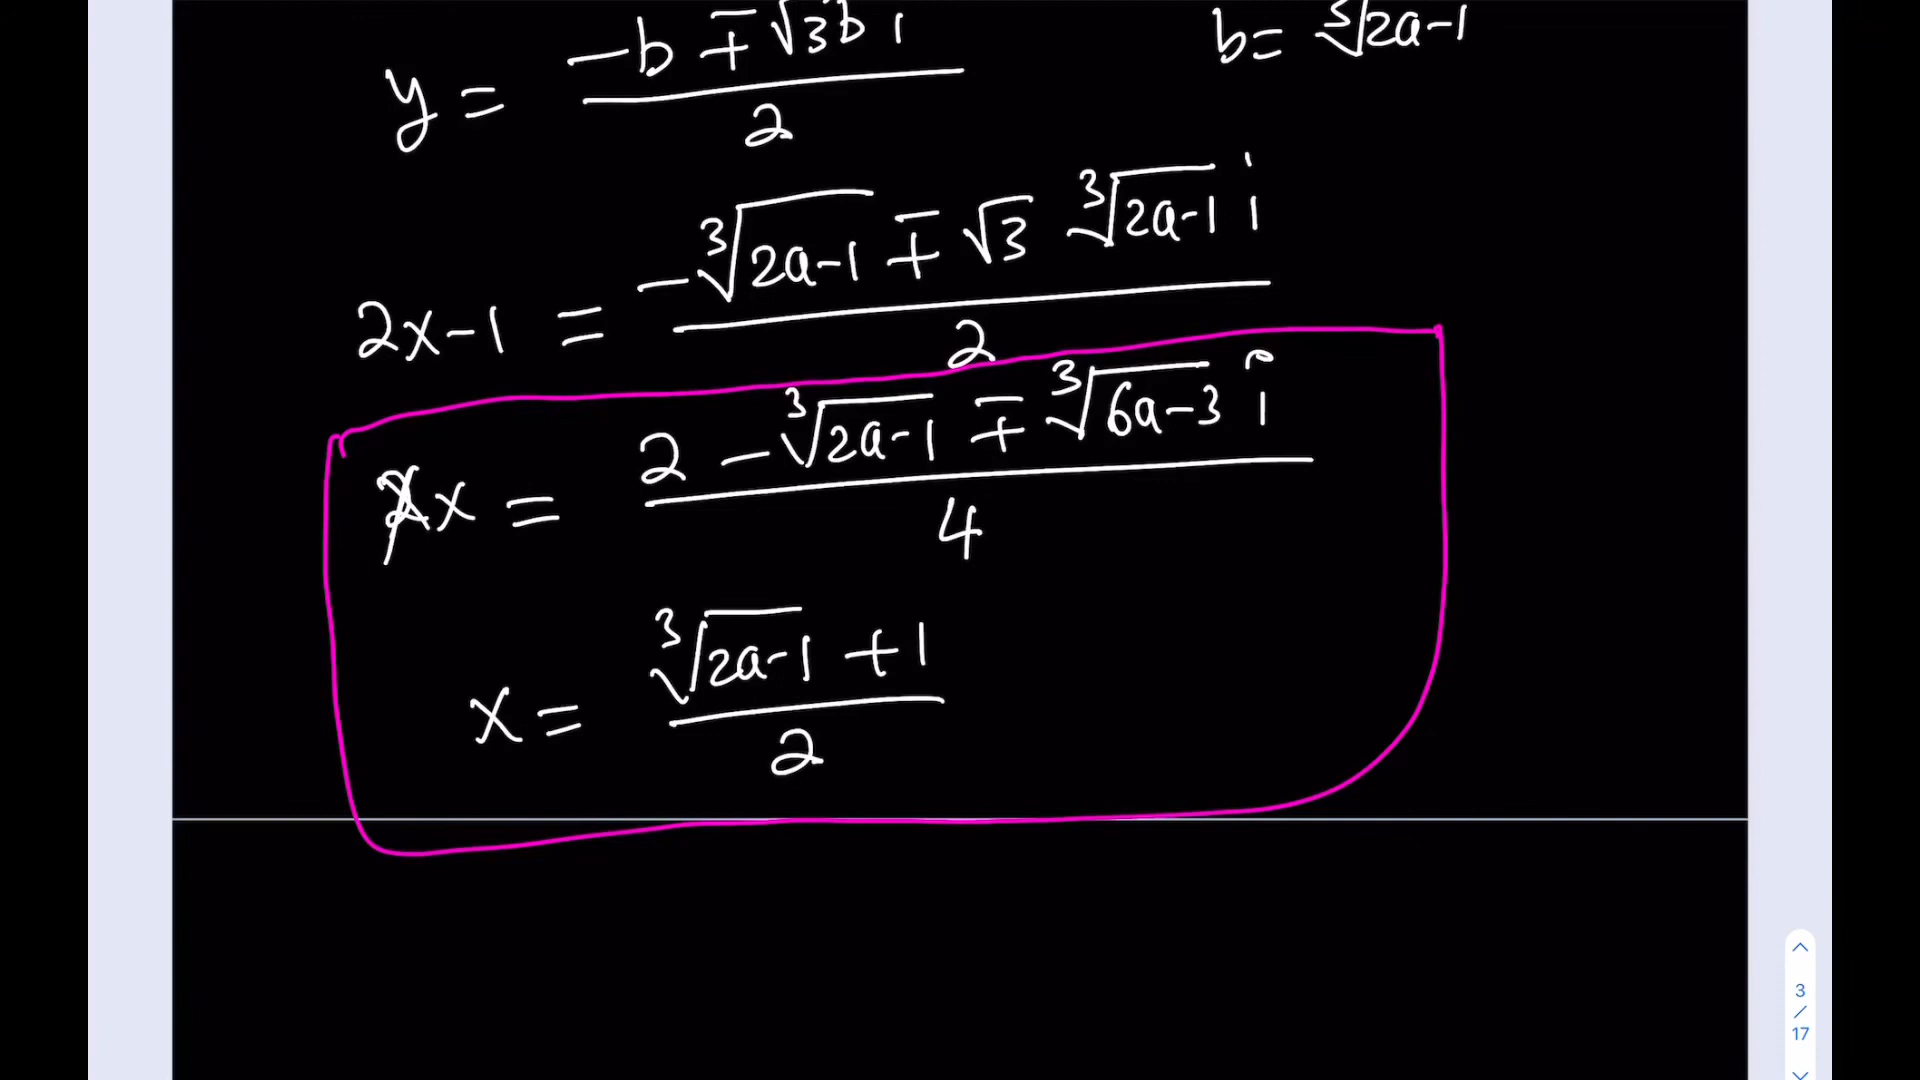 y = (-b ∓ √3 b i)/2
b = ∛(2a-1)
2x-1 = (-∛(2a-1) ∓ √3 ∛(2a-1) i)/2
x = (2 - ∛(2a-1) ∓ ∛(6a-3) i)/4
x = (∛(2a-1) + 1)/2
3
/
17